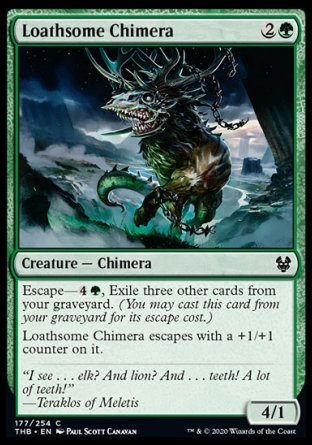 Loathsome Chimera 2
Creature — Chimera
Escape—4, Exile three other cards from
your graveyard. (You may cast this card from
your graveyard for its escape cost.)
Loathsome Chimera escapes with a +1/+1
counter on it.
“I see . . . elk? And lion? And . . . teeth! A lot
of teeth!”
—Teraklos of Meletis
4/1
177/254 C
THB • EN Paul Scott Canavan
™ & © 2020 Wizards of the Coast